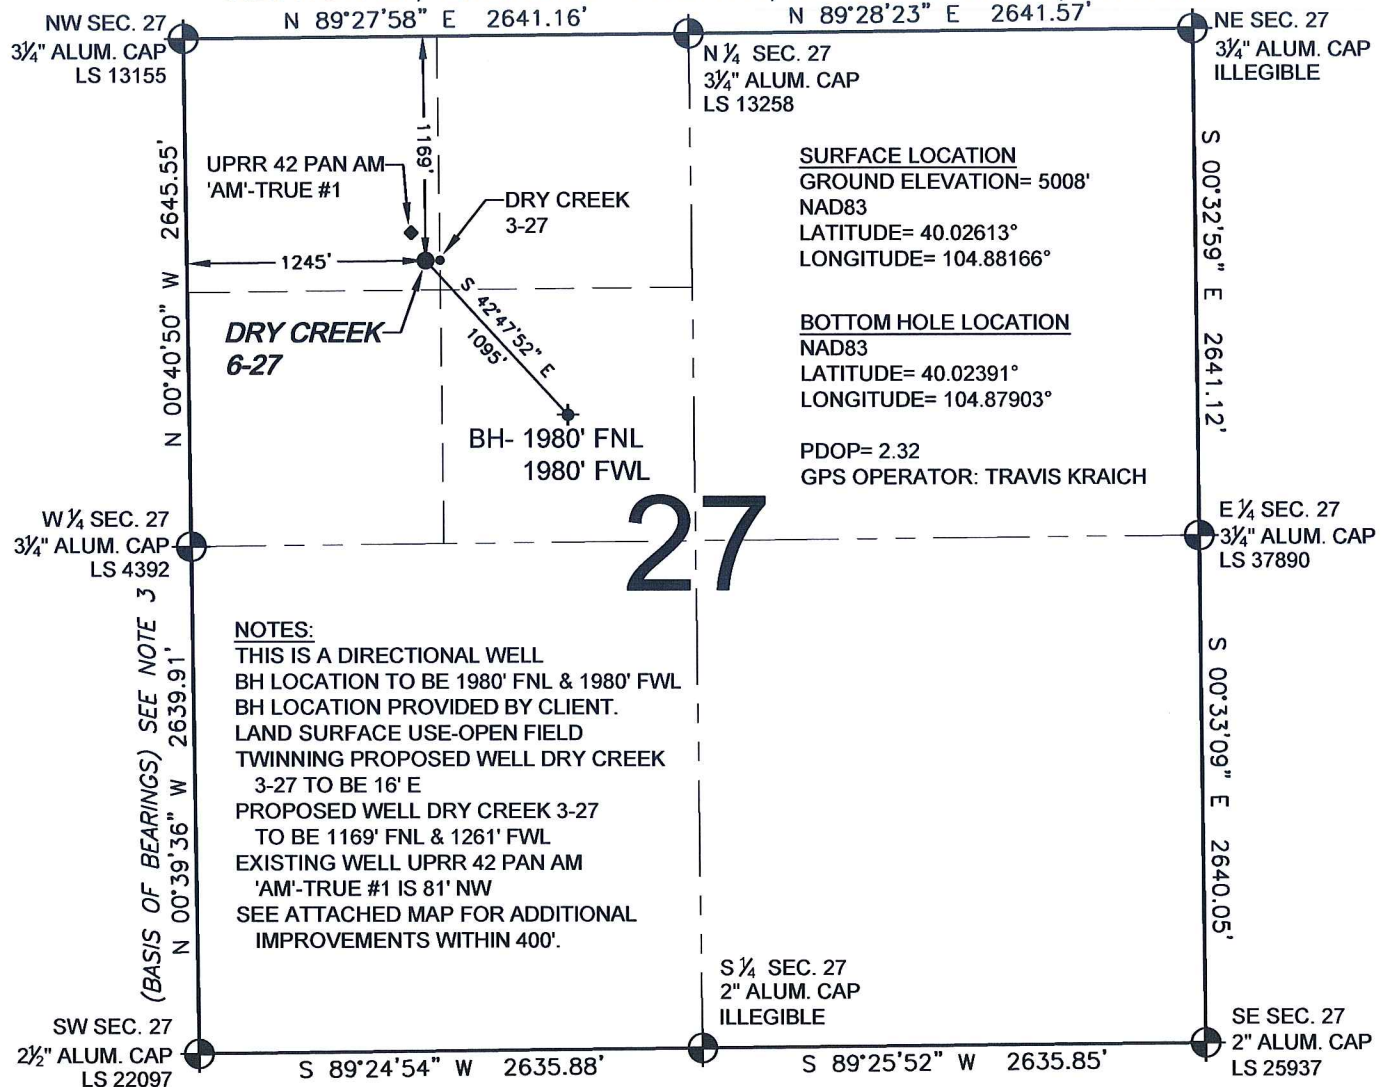 N 89°27'58" E 2641.16'
N 89°28'23" E 2641.57'
NW SEC. 27
3¼" ALUM. CAP
LS 13155
N ¼ SEC. 27
3¼" ALUM. CAP
LS 13258
NE SEC. 27
3¼" ALUM. CAP
ILLEGIBLE
1169'
UPRR 42 PAN AM
'AM'-TRUE #1
DRY CREEK
3-27
1245'
DRY CREEK
6-27
S 42°47'52" E
1095'
BH- 1980' FNL
1980' FWL
N 00°40'50" W 2645.55'
SURFACE LOCATION
GROUND ELEVATION= 5008'
NAD83
LATITUDE= 40.02613°
LONGITUDE= 104.88166°
BOTTOM HOLE LOCATION
NAD83
LATITUDE= 40.02391°
LONGITUDE= 104.87903°
PDOP= 2.32
GPS OPERATOR: TRAVIS KRAICH
S 00°32'59" E 2641.12'
27
W ¼ SEC. 27
3¼" ALUM. CAP
LS 4392
E ¼ SEC. 27
3¼" ALUM. CAP
LS 37890
(BASIS OF BEARINGS) SEE NOTE 3
N 00°39'36" W 2639.91'
NOTES:
THIS IS A DIRECTIONAL WELL
BH LOCATION TO BE 1980' FNL & 1980' FWL
BH LOCATION PROVIDED BY CLIENT.
LAND SURFACE USE-OPEN FIELD
TWINNING PROPOSED WELL DRY CREEK
3-27 TO BE 16' E
PROPOSED WELL DRY CREEK 3-27
TO BE 1169' FNL & 1261' FWL
EXISTING WELL UPRR 42 PAN AM
'AM'-TRUE #1 IS 81' NW
SEE ATTACHED MAP FOR ADDITIONAL
IMPROVEMENTS WITHIN 400'.
S 00°33'09" E 2640.05'
SW SEC. 27
2½" ALUM. CAP
LS 22097
S ¼ SEC. 27
2" ALUM. CAP
ILLEGIBLE
SE SEC. 27
2" ALUM. CAP
LS 25937
S 89°24'54" W 2635.88'
S 89°25'52" W 2635.85'